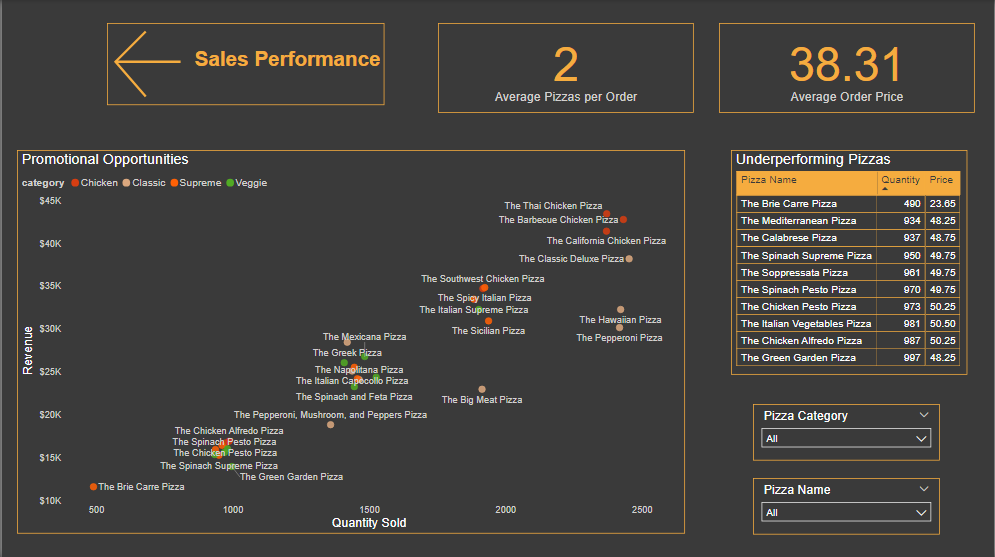 Sales Performance
2
Average Pizzas per Order
38.31
Average Order Price
Promotional Opportunities
category Chicken Classic Supreme Veggie
$45K
$40K
$35K
$30K
$25K
$20K
$15K
$10K
Revenue
The Thai Chicken Pizza
The Barbecue Chicken Pizza
The California Chicken Pizza
The Classic Deluxe Pizza
The Southwest Chicken Pizza
The Spicy Italian Pizza
The Italian Supreme Pizza
The Hawaiian Pizza
The Sicilian Pizza
The Pepperoni Pizza
The Mexicana Pizza
The Greek Pizza
The Napolitana Pizza
The Italian Capocollo Pizza
The Spinach and Feta Pizza
The Big Meat Pizza
The Pepperoni, Mushroom, and Peppers Pizza
The Chicken Alfredo Pizza
The Spinach Pesto Pizza
The Chicken Pesto Pizza
The Spinach Supreme Pizza
The Green Garden Pizza
The Brie Carre Pizza
500 1000 1500 2000 2500
Quantity Sold
Underperforming Pizzas
Pizza Name Quantity Price
The Brie Carre Pizza 490 23.65
The Mediterranean Pizza 934 48.25
The Calabrese Pizza 937 48.75
The Spinach Supreme Pizza 950 49.75
The Soppressata Pizza 961 49.75
The Spinach Pesto Pizza 970 49.75
The Chicken Pesto Pizza 973 50.25
The Italian Vegetables Pizza 981 50.50
The Chicken Alfredo Pizza 987 50.25
The Green Garden Pizza 997 48.25
Pizza Category
All
Pizza Name
All